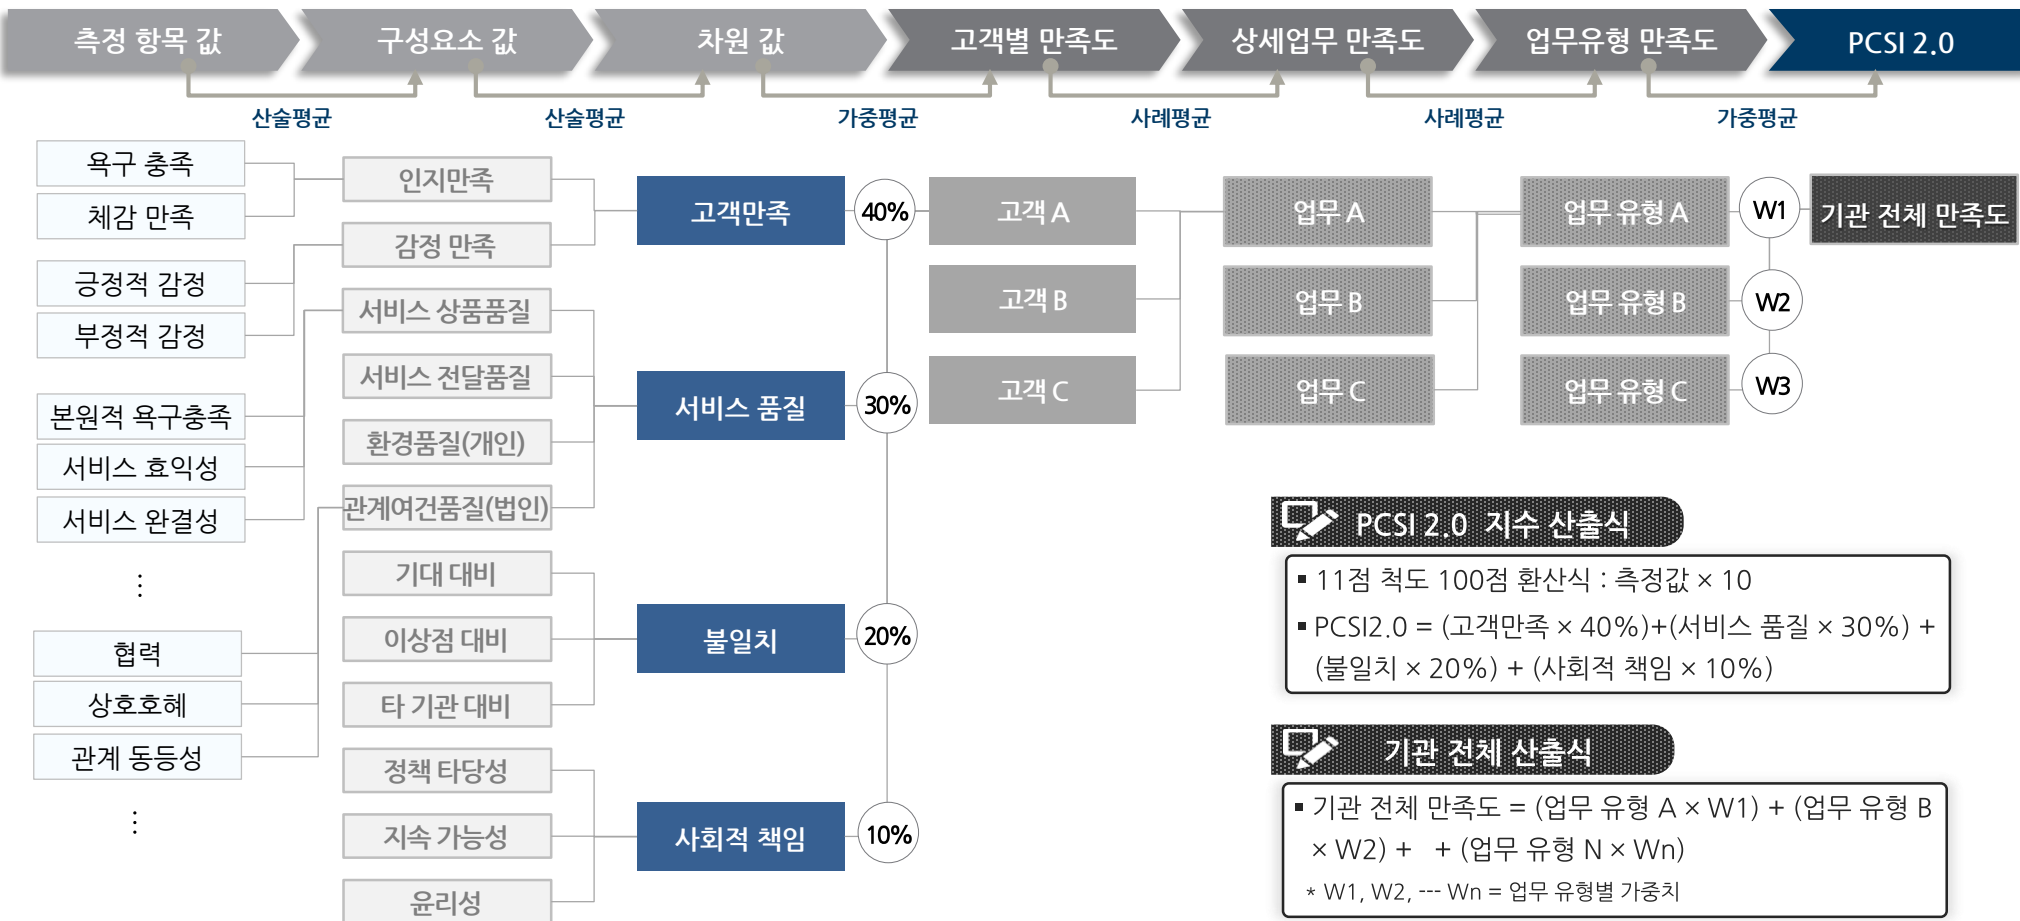 측정 항목 값
구성요소 값
차원 값
고객별 만족도
상세업무 만족도
업무유형 만족도
PCSI 2.0
산술평균
산술평균
가중평균
사례평균
사례평균
가중평균
욕구 충족
체감 만족
긍정적 감정
부정적 감정
본원적 욕구충족
서비스 효익성
서비스 완결성
⋮
협력
상호호혜
관계 동등성
⋮
인지만족
감정 만족
서비스 상품품질
서비스 전달품질
환경품질(개인)
관계여건품질(법인)
기대 대비
이상점 대비
타 기관 대비
정책 타당성
지속 가능성
윤리성
고객만족
서비스 품질
불일치
사회적 책임
40%
30%
20%
10%
고객 A
고객 B
고객 C
업무 A
업무 B
업무 C
업무 유형 A
업무 유형 B
업무 유형 C
W1
W2
W3
기관 전체 만족도
PCSI 2.0 지수 산출식
▪ 11점 척도 100점 환산식 : 측정값 × 10
▪ PCSI2.0 = (고객만족 × 40%)+(서비스 품질 × 30%) +
(불일치 × 20%) + (사회적 책임 × 10%)
기관 전체 산출식
▪ 기관 전체 만족도 = (업무 유형 A × W1) + (업무 유형 B
× W2) + + (업무 유형 N × Wn)
* W1, W2, --- Wn = 업무 유형별 가중치